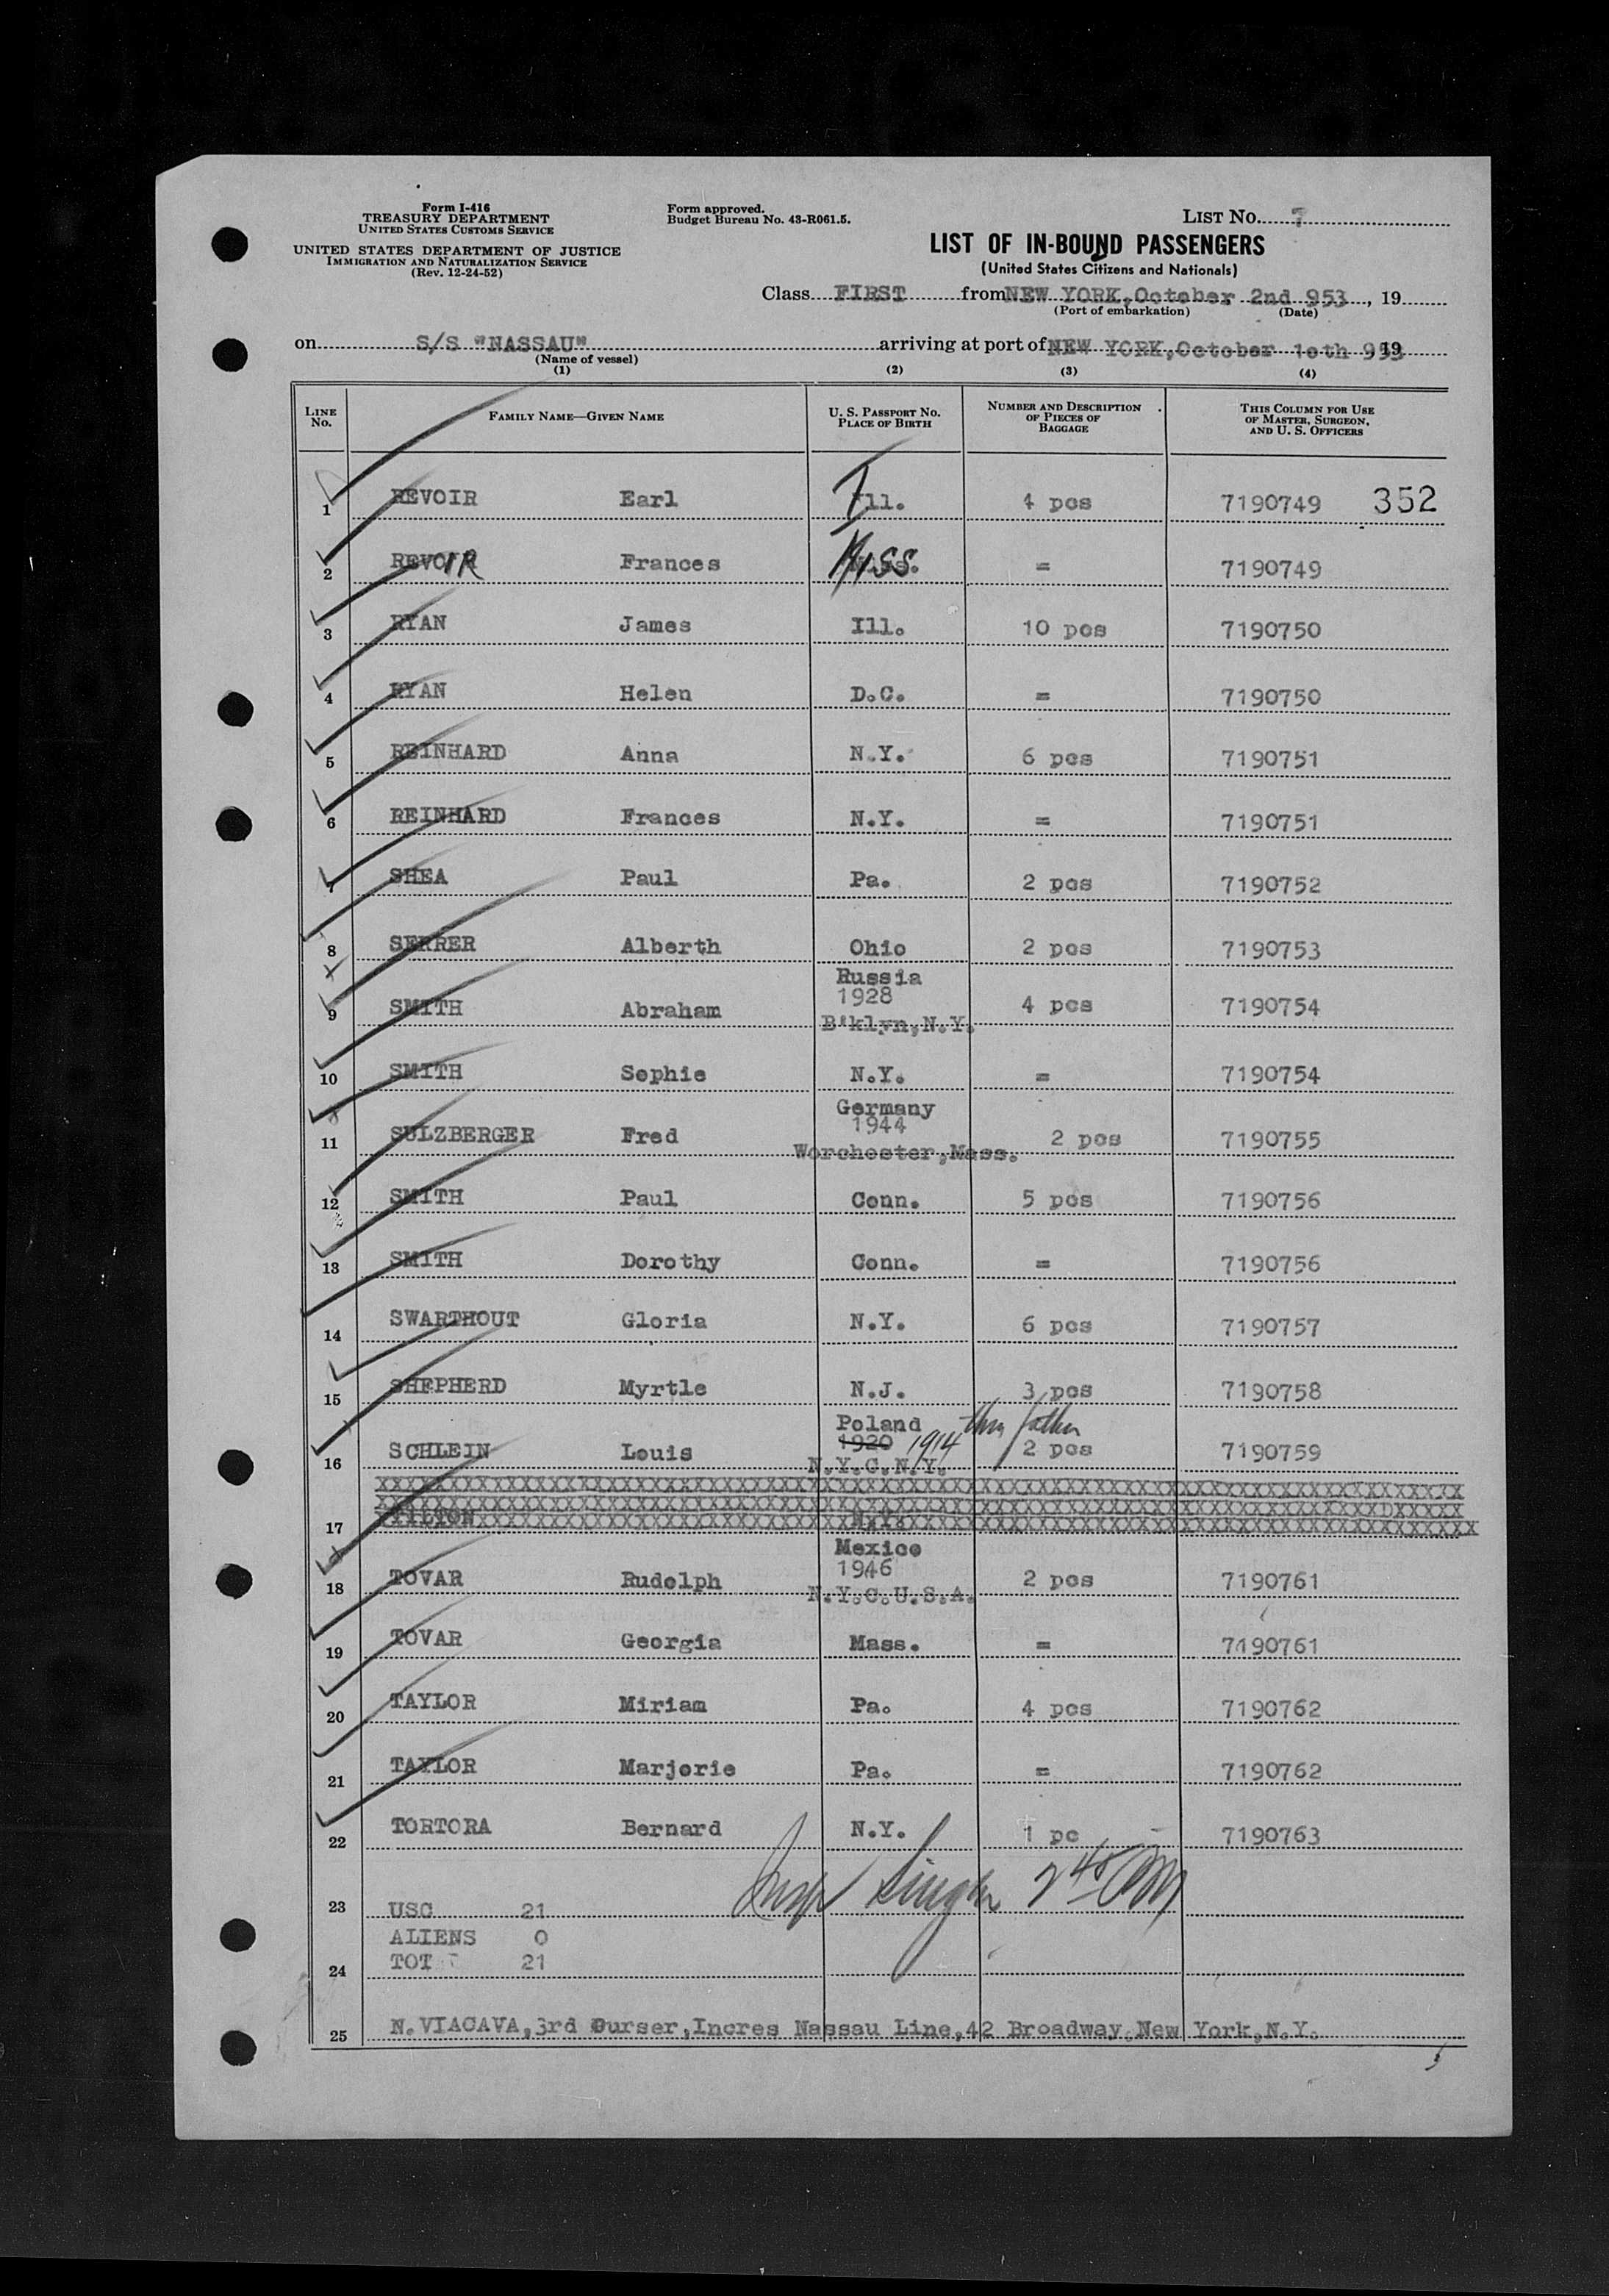 Form I-416
TREASURY DEPARTMENT
UNITED STATES CUSTOMS SERVICE
UNITED STATES DEPARTMENT OF JUSTICE
IMMIGRATION AND NATURALIZATION SERVICE
(Rev. 12-24-52)
Form approved.
Budget Bureau No. 43-R061.5.
LIST NO.
LIST OF IN-BOUND PASSENGERS
(United States Citizens and Nationals)
Class FIRST from NEW YORK, October 2nd 953, 19
(Port of embarkation) (Date)
on S/S "NASSAU" arriving at port of NEW YORK, October 1oth 953 19
(Name of vessel)
(1) (2) (3) (4)
LINE NO. FAMILY NAME—GIVEN NAME U. S. PASSPORT NO. PLACE OF BIRTH NUMBER AND DESCRIPTION OF PIECES OF BAGGAGE THIS COLUMN FOR USE OF MASTER, SURGEON, AND U. S. OFFICERS
1 REVOIR Earl Ill. 4 pcs 7190749 352
2 REVOIR Frances Miss. = 7190749
3 RYAN James Ill. 10 pcs 7190750
4 RYAN Helen D.C. = 7190750
5 REINHARD Anna N.Y. 6 pcs 7190751
6 REINHARD Frances N.Y. = 7190751
7 SHEA Paul Pa. 2 pcs 7190752
8 SERRER Alberth Ohio 2 pcs 7190753
Russia
1928
9 SMITH Abraham 4 pcs 7190754
B'klyn,N.Y.
10 SMITH Sophie N.Y. = 7190754
Germany
1944
11 SULZBERGER Fred 2 pcs 7190755
Worchester,Mass.
12 SMITH Paul Conn. 5 pcs 7190756
13 SMITH Dorothy Conn. = 7190756
14 SWARTHOUT Gloria N.Y. 6 pcs 7190757
15 SHEPHERD Myrtle N.J. 3 pcs 7190758
Poland thru father
1920 1914
16 SCHLEIN Louis 2 pcs 7190759
N.Y.C.N.Y.
17 TILTON N.Y.
Mexico
1946
18 TOVAR Rudolph 2 pcs 7190761
N.Y.C.U.S.A.
19 TOVAR Georgia Mass. = 7190761
20 TAYLOR Miriam Pa. 4 pcs 7190762
21 TAYLOR Marjorie Pa. = 7190762
22 TORTORA Bernard N.Y. 1 pc 7190763
23 USC 21
ALIENS 0
24 TOT 21
25 N.VIACAVA,3rd Ourser,Incres Nassau Line,42 Broadway.New York,N.Y.